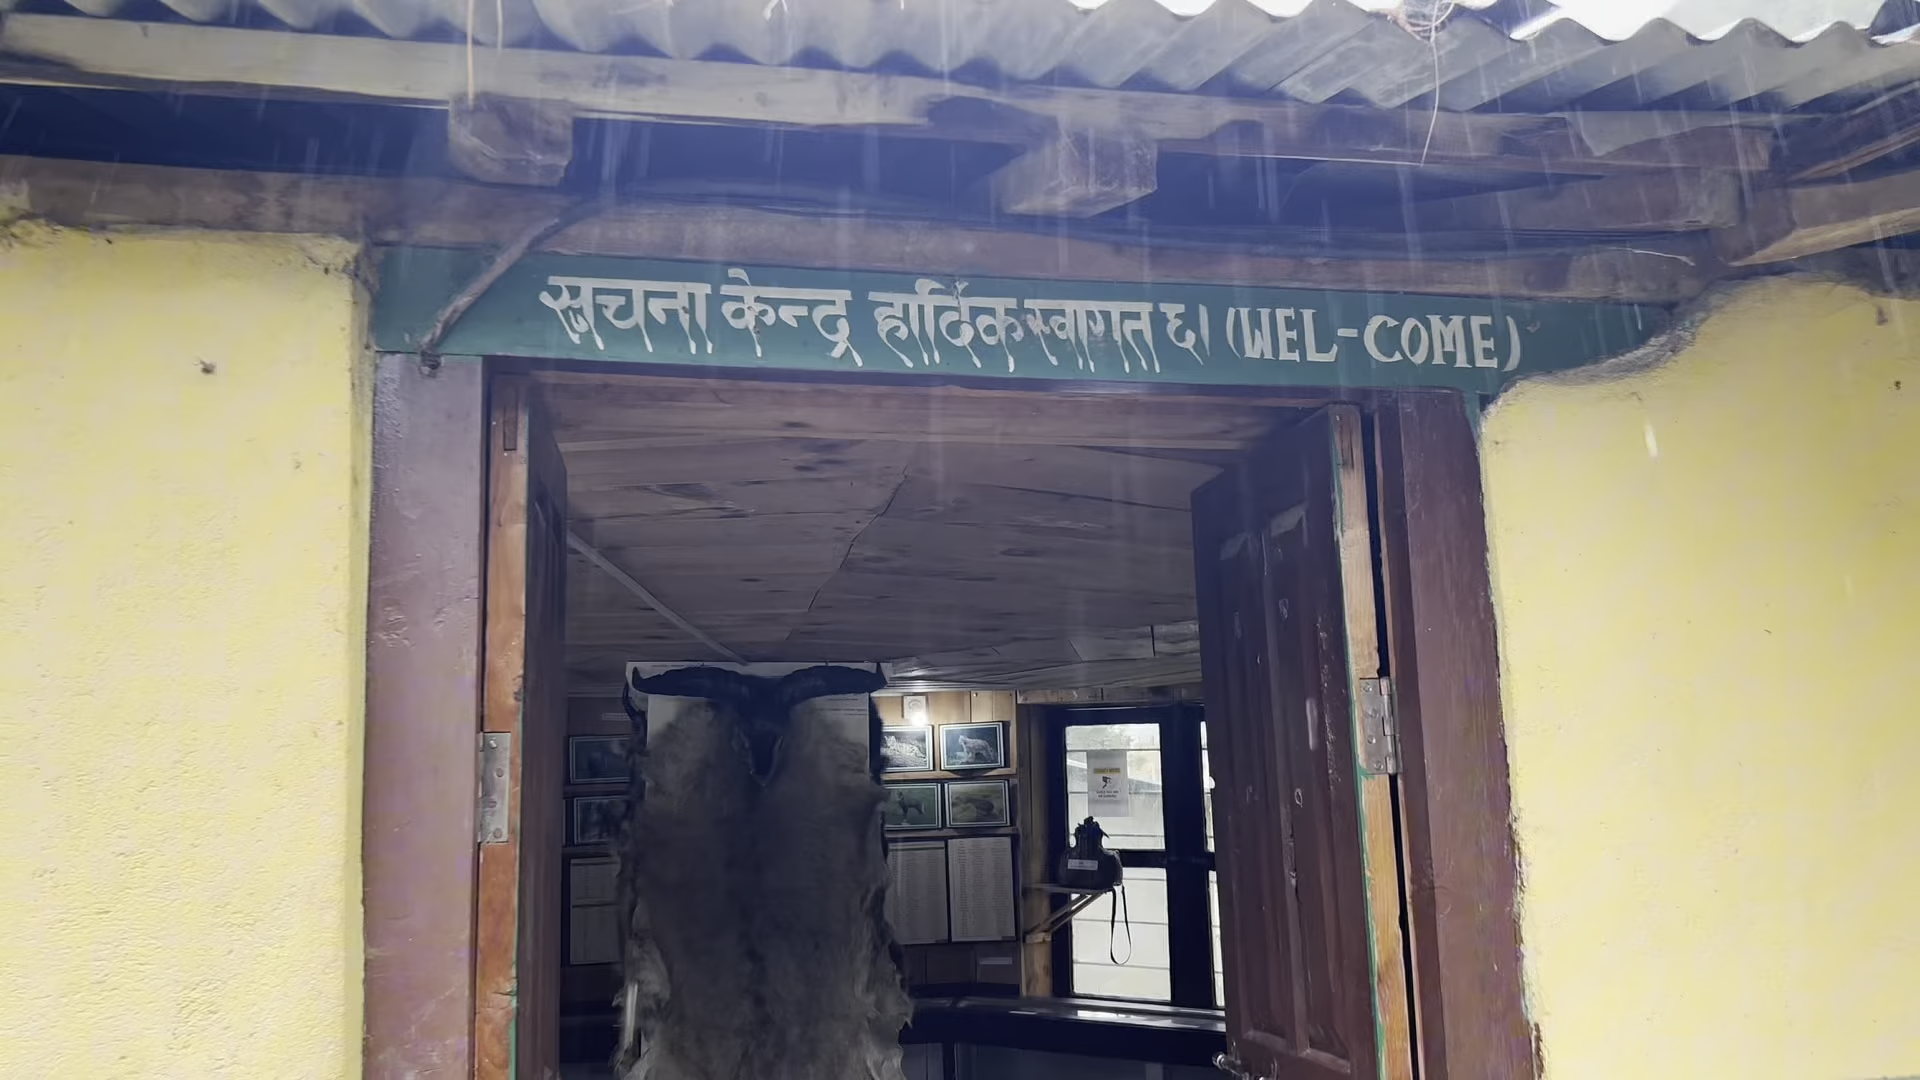 सूचना केन्द्र हार्दिक स्वागत छ। (WEL-COME)